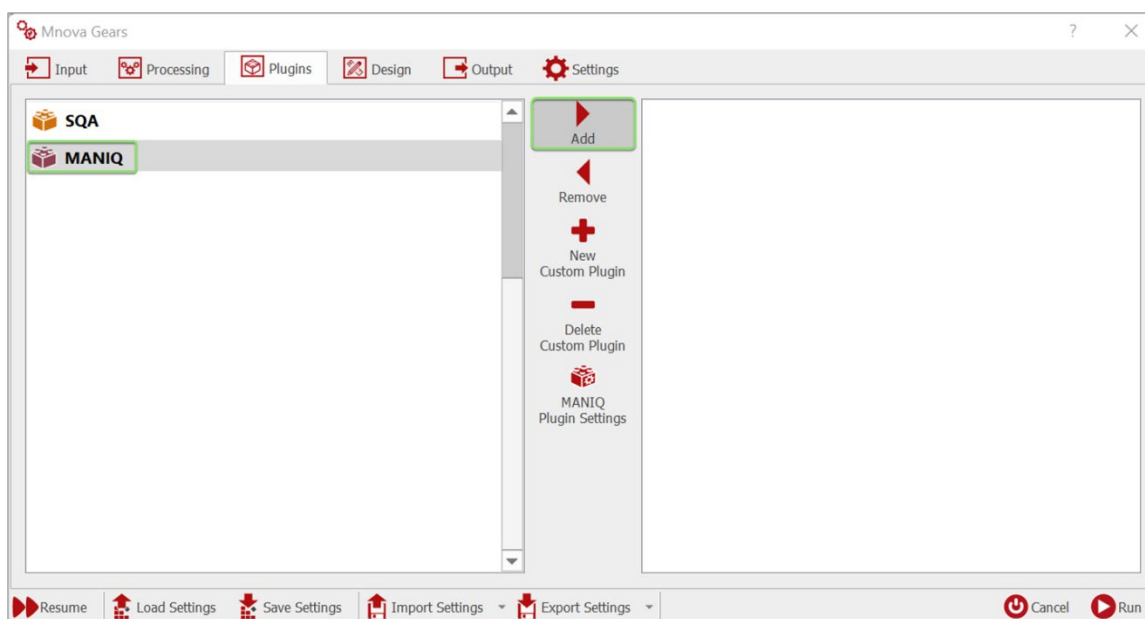 Mnova Gears
?
Input Processing Plugins Design Output Settings
SQA
MANIQ
Add
Remove
New
Custom Plugin
Delete
Custom Plugin
MANIQ
Plugin Settings
Resume Load Settings Save Settings Import Settings Export Settings Cancel Run